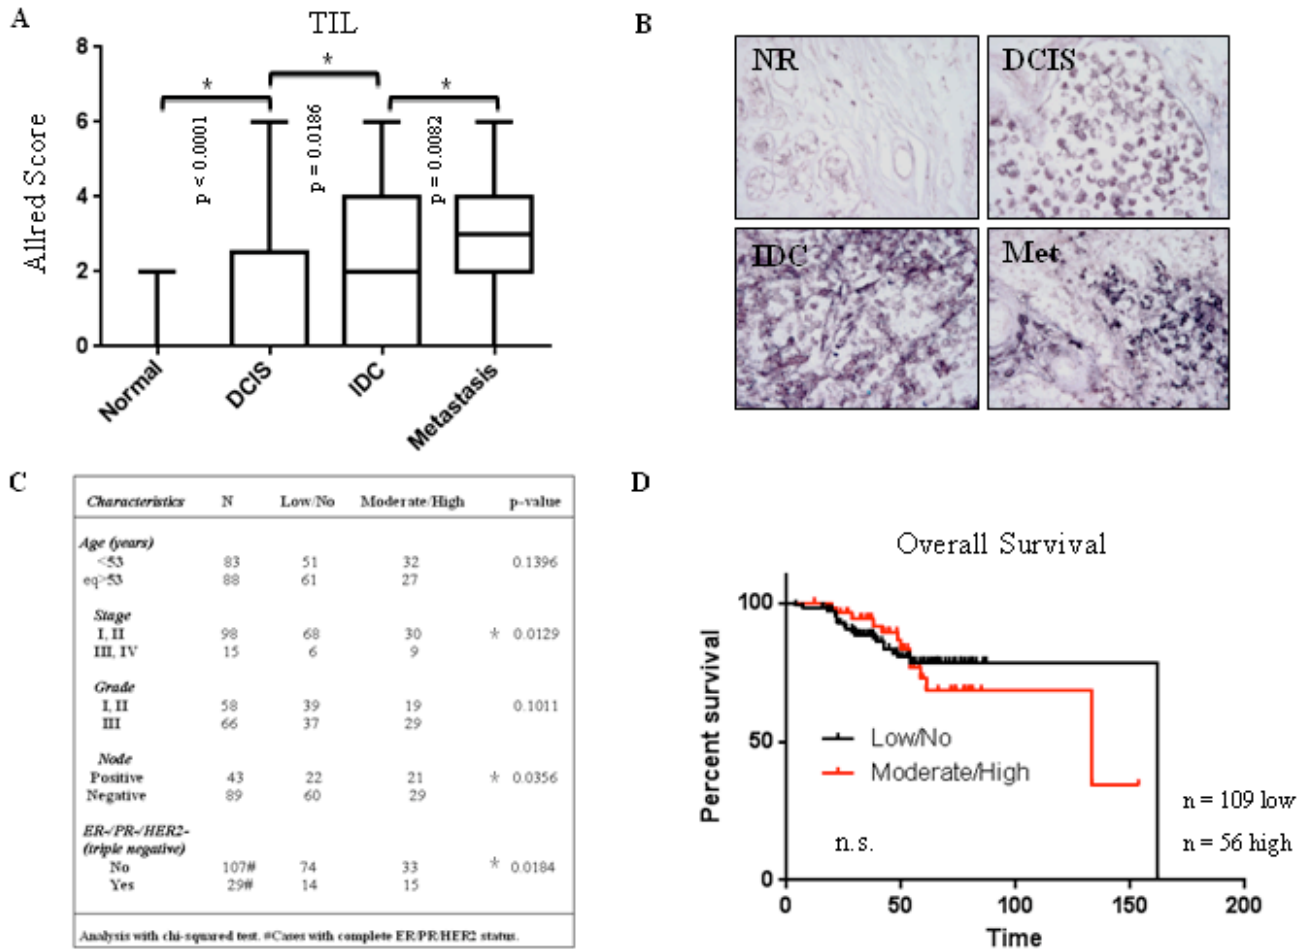 A
TIL
8
6
4
2
0
Allred Score
*
*
*
p < 0.0001
p = 0.0186
p = 0.0082
Normal
DCIS
IDC
Metastasis
B
NR
DCIS
IDC
Met
C
Characteristics N Low/No Moderate/High p-value
Age (years)
<53 83 51 32 0.1396
eq>53 88 61 27
Stage
I, II 98 68 30 * 0.0129
III, IV 15 6 9
Grade
I, II 58 39 19 0.1011
III 66 37 29
Node
Positive 43 22 21 * 0.0356
Negative 89 60 29
ER-/PR-/HER2-
(triple negative)
No 107# 74 33 * 0.0184
Yes 29# 14 15
Analysis with chi-squared test. #Cases with complete ER/PR/HER2 status.
D
Overall Survival
100
50
0
Percent survival
Low/No
Moderate/High
n.s.
n = 109 low
n = 56 high
0 50 100 150 200
Time